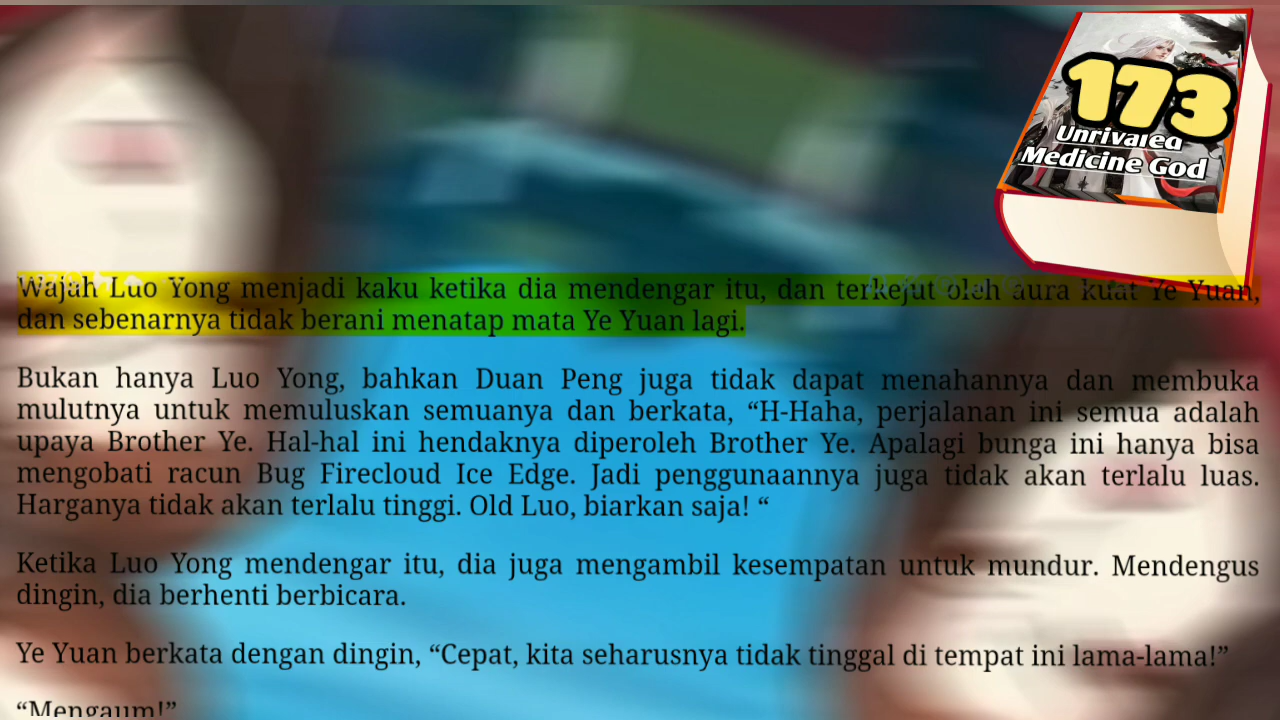 173
Unrivaled
Medicine God
Wajah Luo Yong menjadi kaku ketika dia mendengar itu, dan terkejut oleh aura kuat Ye Yuan,
dan sebenarnya tidak berani menatap mata Ye Yuan lagi.
Bukan hanya Luo Yong, bahkan Duan Peng juga tidak dapat menahannya dan membuka
mulutnya untuk memuluskan semuanya dan berkata, “H-Haha, perjalanan ini semua adalah
upaya Brother Ye. Hal-hal ini hendaknya diperoleh Brother Ye. Apalagi bunga ini hanya bisa
mengobati racun Bug Firecloud Ice Edge. Jadi penggunaannya juga tidak akan terlalu luas.
Harganya tidak akan terlalu tinggi. Old Luo, biarkan saja! “
Ketika Luo Yong mendengar itu, dia juga mengambil kesempatan untuk mundur. Mendengus
dingin, dia berhenti berbicara.
Ye Yuan berkata dengan dingin, “Cepat, kita seharusnya tidak tinggal di tempat ini lama-lama!”
“Mengaum!”